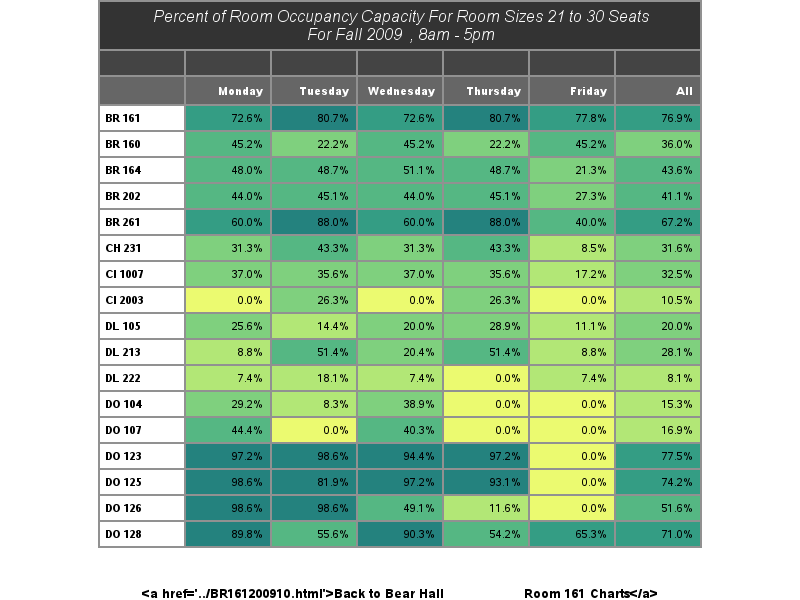 Percent of Room Occupancy Capacity For Room Sizes 21 to 30 Seats
For Fall 2009 , 8am - 5pm
Monday Tuesday Wednesday Thursday Friday All
BR 161 72.6% 80.7% 72.6% 80.7% 77.8% 76.9%
BR 160 45.2% 22.2% 45.2% 22.2% 45.2% 36.0%
BR 164 48.0% 48.7% 51.1% 48.7% 21.3% 43.6%
BR 202 44.0% 45.1% 44.0% 45.1% 27.3% 41.1%
BR 261 60.0% 88.0% 60.0% 88.0% 40.0% 67.2%
CH 231 31.3% 43.3% 31.3% 43.3% 8.5% 31.6%
CI 1007 37.0% 35.6% 37.0% 35.6% 17.2% 32.5%
CI 2003 0.0% 26.3% 0.0% 26.3% 0.0% 10.5%
DL 105 25.6% 14.4% 20.0% 28.9% 11.1% 20.0%
DL 213 8.8% 51.4% 20.4% 51.4% 8.8% 28.1%
DL 222 7.4% 18.1% 7.4% 0.0% 7.4% 8.1%
DO 104 29.2% 8.3% 38.9% 0.0% 0.0% 15.3%
DO 107 44.4% 0.0% 40.3% 0.0% 0.0% 16.9%
DO 123 97.2% 98.6% 94.4% 97.2% 0.0% 77.5%
DO 125 98.6% 81.9% 97.2% 93.1% 0.0% 74.2%
DO 126 98.6% 98.6% 49.1% 11.6% 0.0% 51.6%
DO 128 89.8% 55.6% 90.3% 54.2% 65.3% 71.0%
<a href='../BR161200910.html'>Back to Bear Hall Room 161 Charts</a>